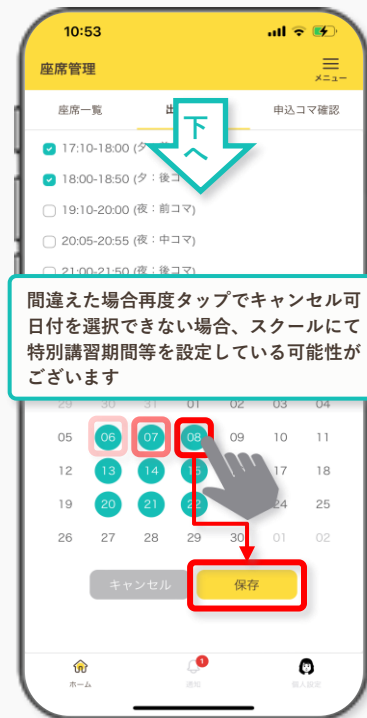 10:53
座席管理
メニュー
座席一覧
申込コマ確認
下
へ
17:10-18:00
18:00-18:50 (夕：後コ
19:10-20:00 (夜：前コマ)
20:05-20:55 (夜：中コマ)
21:00-21:50 (夜：後コマ)
間違えた場合再度タップでキャンセル可
日付を選択できない場合、スクールにて
特別講習期間等を設定している可能性が
ございます
29 30 31 01 02 03 04
05 06 07 08 09 10 11
12 13 14 15 17 18
19 20 21 22 24 25
26 27 28 29 30 01 02
キャンセル 保存
1
ホーム 通知 個人設定